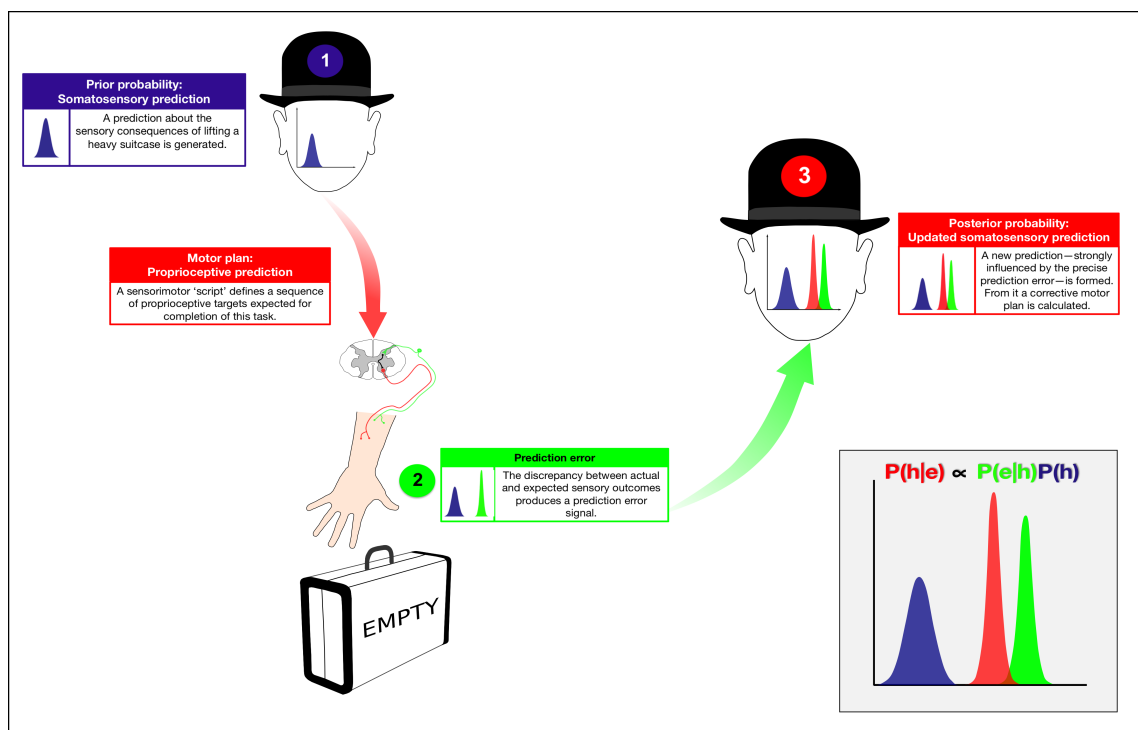 1
Prior probability:
Somatosensory prediction
A prediction about the
sensory consequences of lifting a
heavy suitcase is generated.
Motor plan:
Proprioceptive prediction
A sensorimotor ‘script’ defines a sequence
of proprioceptive targets expected for
completion of this task.
2
Prediction error
The discrepancy between actual
and expected sensory outcomes
produces a prediction error
signal.
EMPTY
3
Posterior probability:
Updated somatosensory prediction
A new prediction—strongly
influenced by the precise
prediction error—is formed.
From it a corrective motor
plan is calculated.
P(h|e) ∝ P(e|h)P(h)